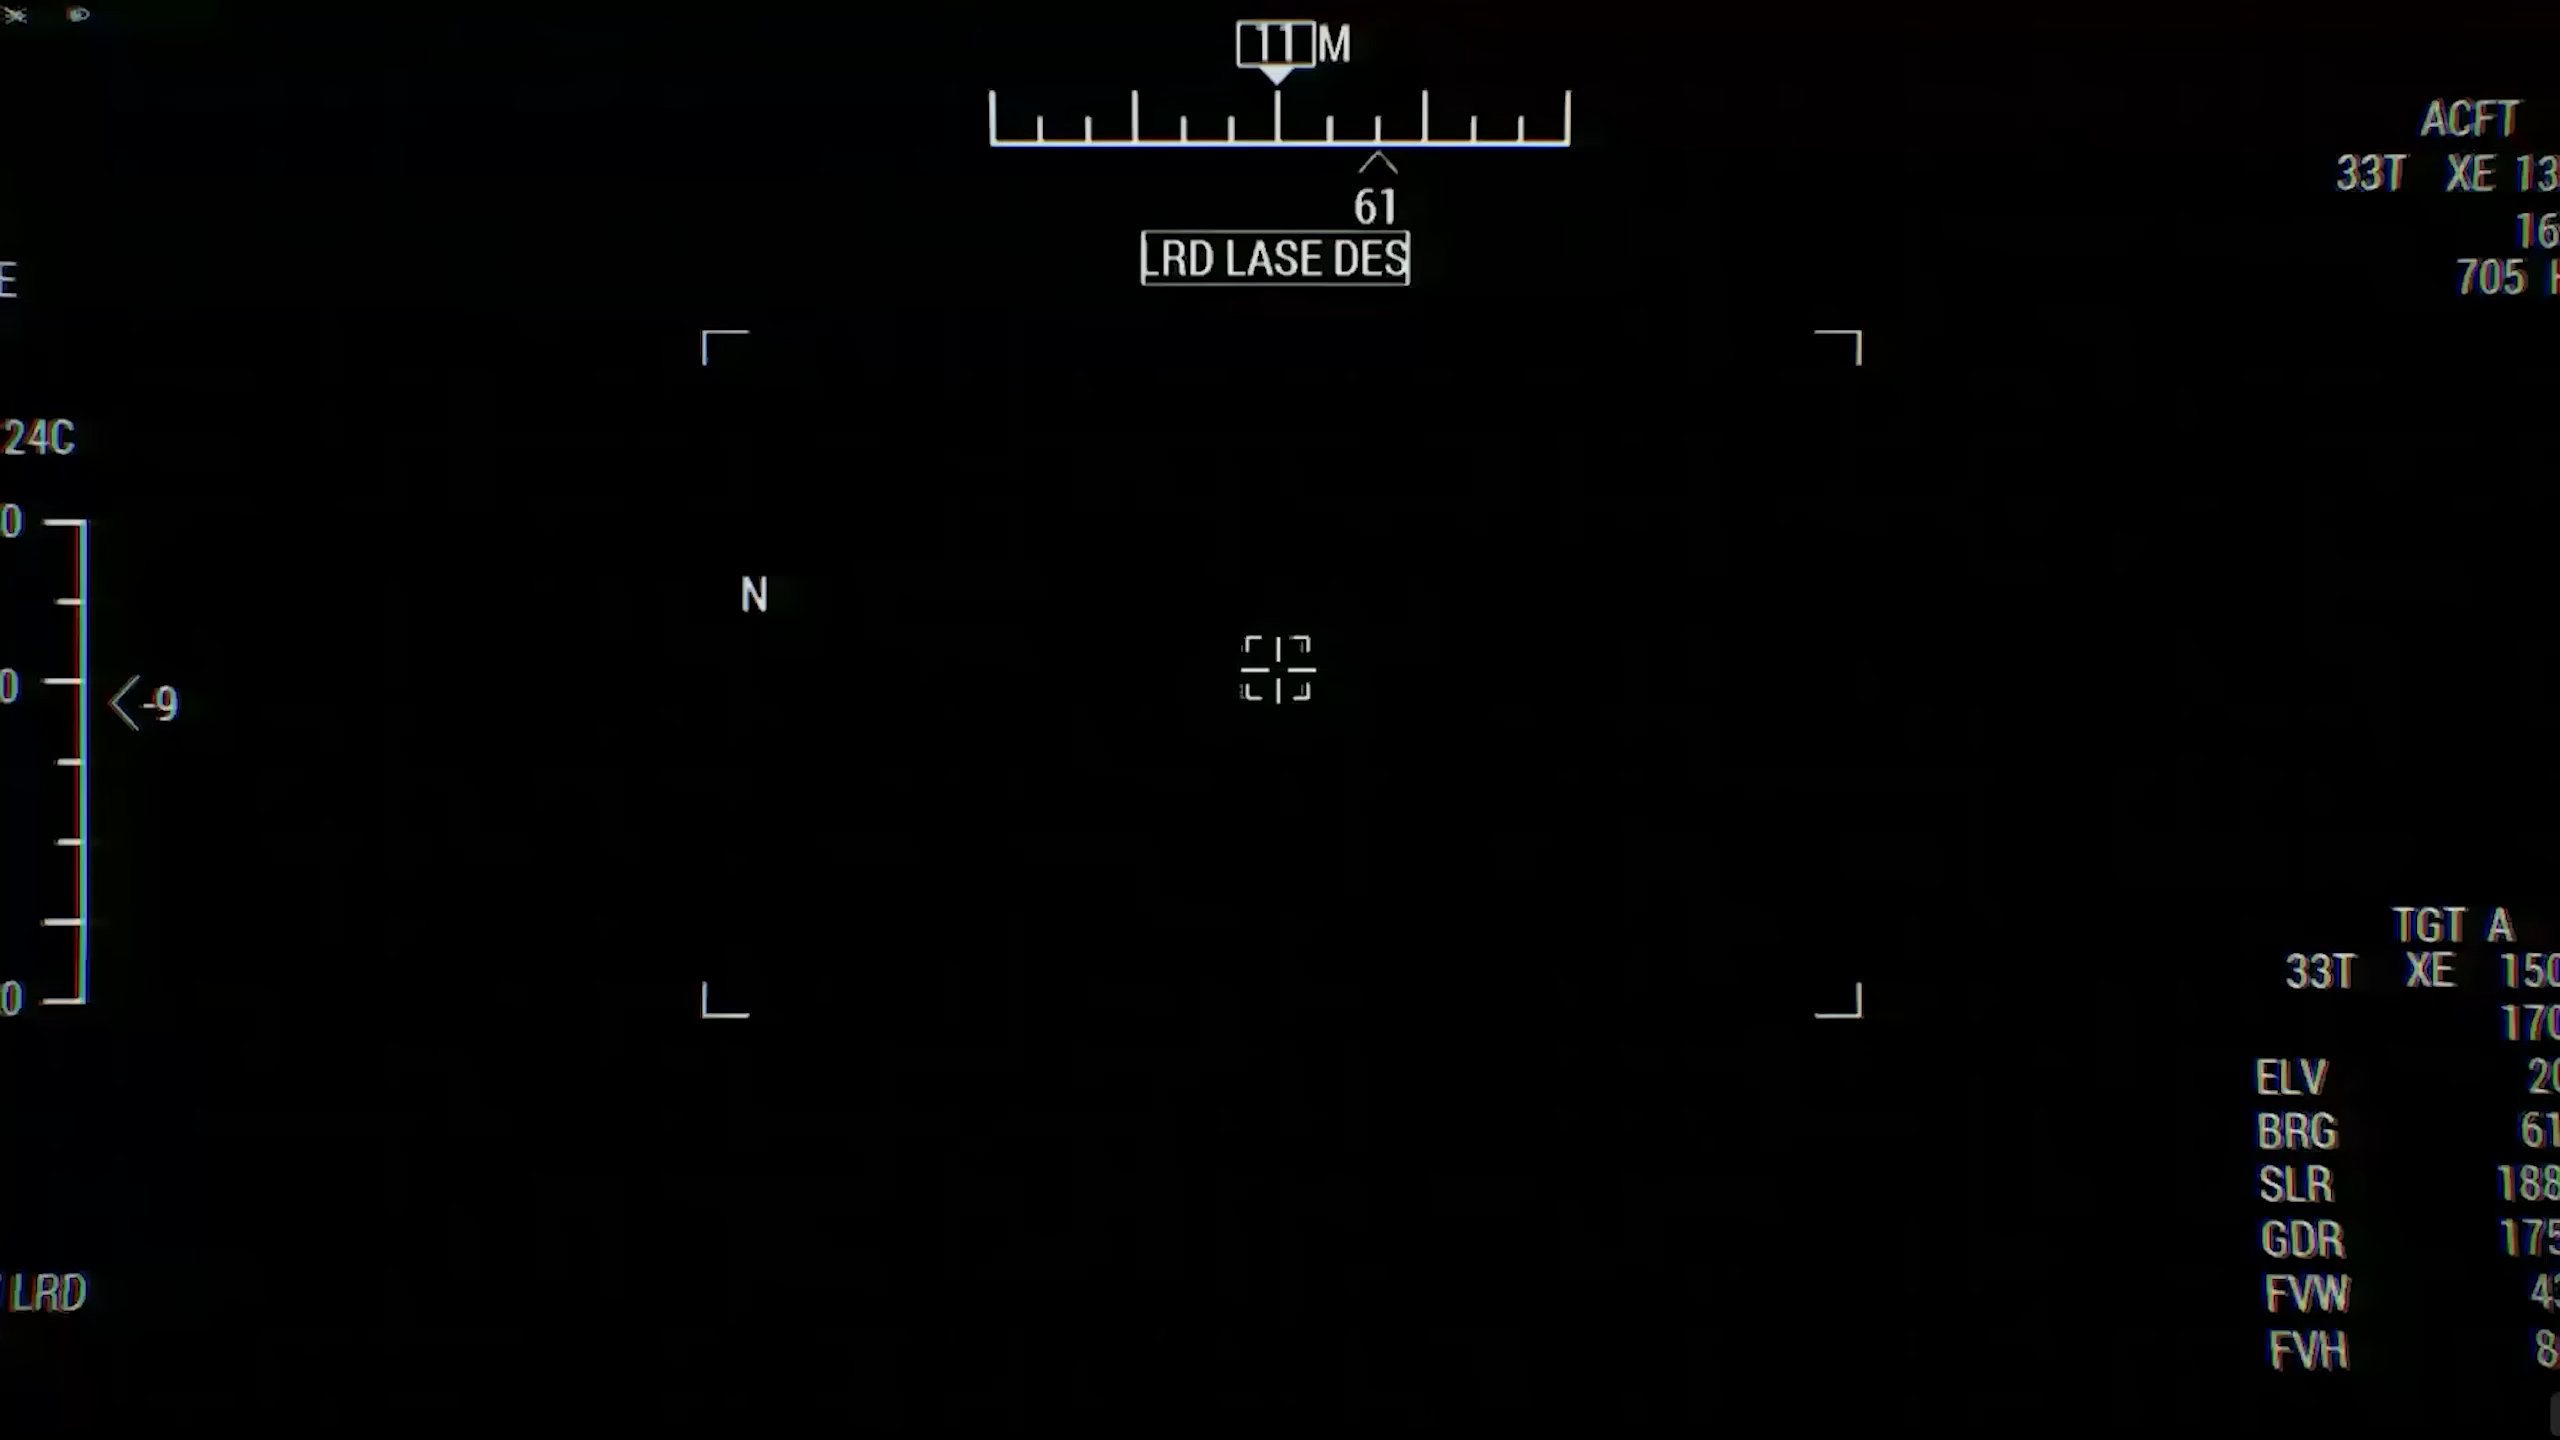 11 M
ACFT
33T XE 13
61
16
LRD LASE DES
E
705
24C
0
N
0
-9
TGT A
33T XE 150
0
170
ELV 20
BRG 61
SLR 188
GDR 175
LRD
FVW 43
FVH 8